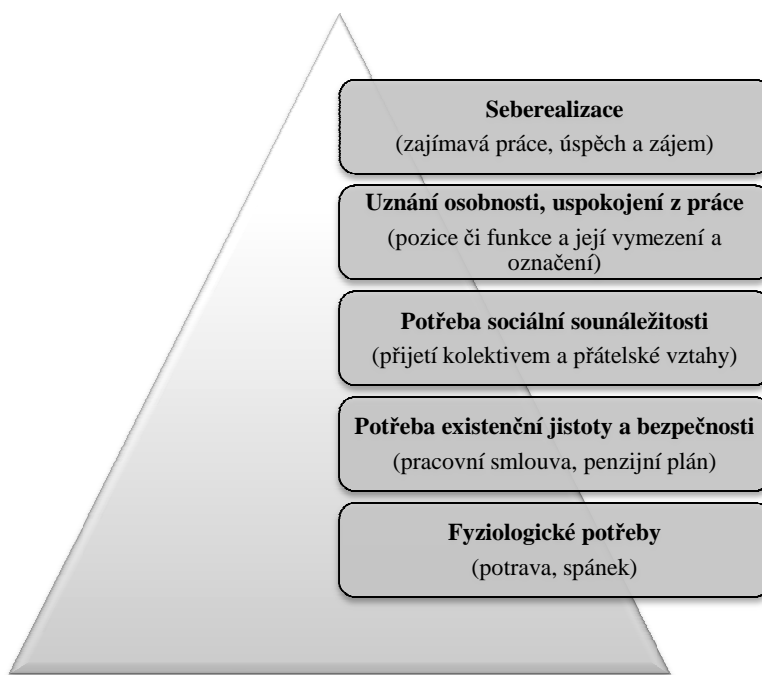 Seberealizace
(zajímavá práce, úspěch a zájem)
Uznání osobnosti, uspokojení z práce
(pozice či funkce a její vymezení a
označení)
Potřeba sociální sounáležitosti
(přijetí kolektivem a přátelské vztahy)
Potřeba existenční jistoty a bezpečnosti
(pracovní smlouva, penzijní plán)
Fyziologické potřeby
(potrava, spánek)